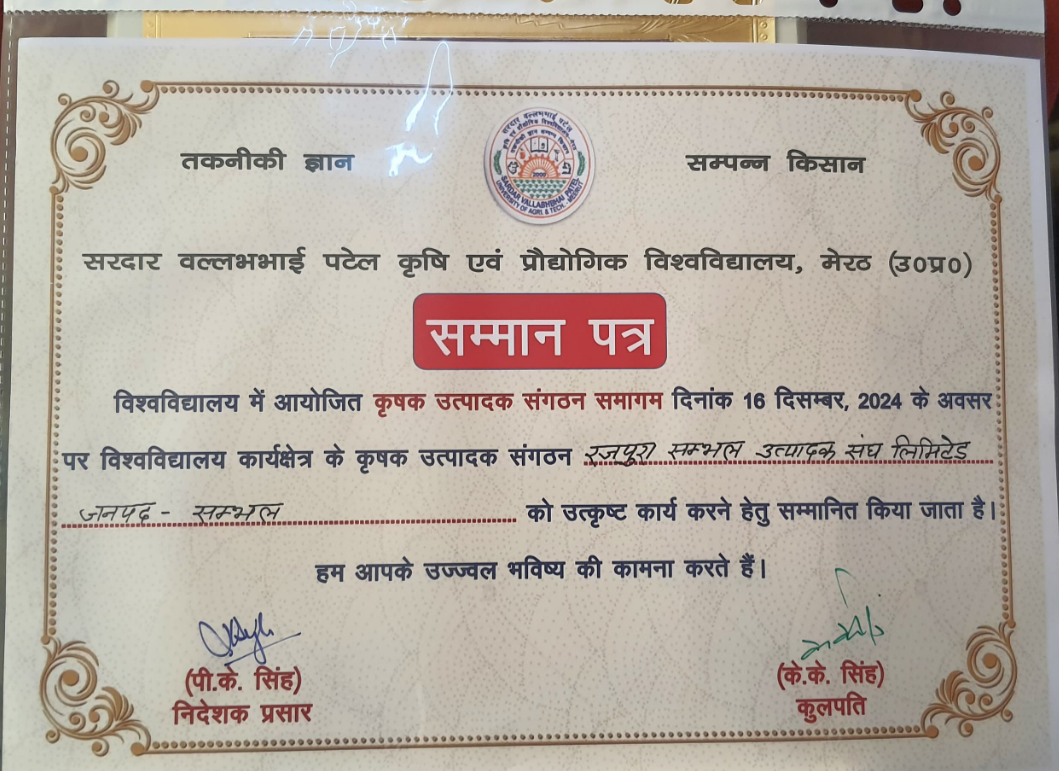 तकनीकी ज्ञान
सम्पन्न किसान
SARDAR VALLABHBHAI PATEL
UNIVERSITY OF AGRI. & TECH. MEERUT
सरदार वल्लभभाई पटेल कृषि एवं प्रौद्योगिक विश्वविद्यालय, मेरठ (उ०प्र०)
सम्मान पत्र
विश्वविद्यालय में आयोजित कृषक उत्पादक संगठन समागम दिनांक 16 दिसम्बर, 2024 के अवसर
पर विश्वविद्यालय कार्यक्षेत्र के कृषक उत्पादक संगठन रजपुरा सम्भल उत्पादक संघ लिमिटेड
जनपद - सम्भल को उत्कृष्ट कार्य करने हेतु सम्मानित किया जाता है।
हम आपके उज्ज्वल भविष्य की कामना करते हैं।
(पी.के. सिंह)
निदेशक प्रसार
(के.के. सिंह)
कुलपति